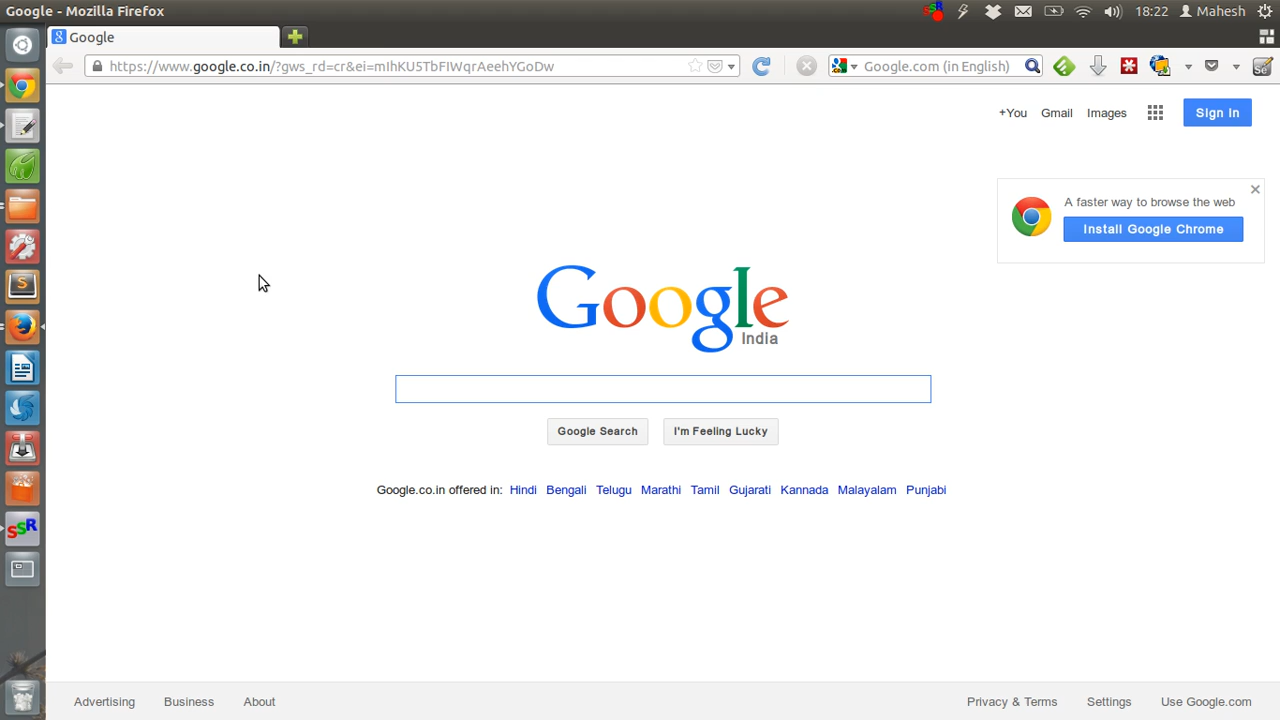 Google - Mozilla Firefox
18:22 Mahesh
Google
https://www.google.co.in/?gws_rd=cr&ei=mIhKU5TbFIWqrAeehYGoDw
Google.com (in English)
+You Gmail Images Sign in
A faster way to browse the web
Install Google Chrome
Google
India
Google Search I'm Feeling Lucky
Google.co.in offered in: Hindi Bengali Telugu Marathi Tamil Gujarati Kannada Malayalam Punjabi
SSR
Advertising Business About Privacy & Terms Settings Use Google.com